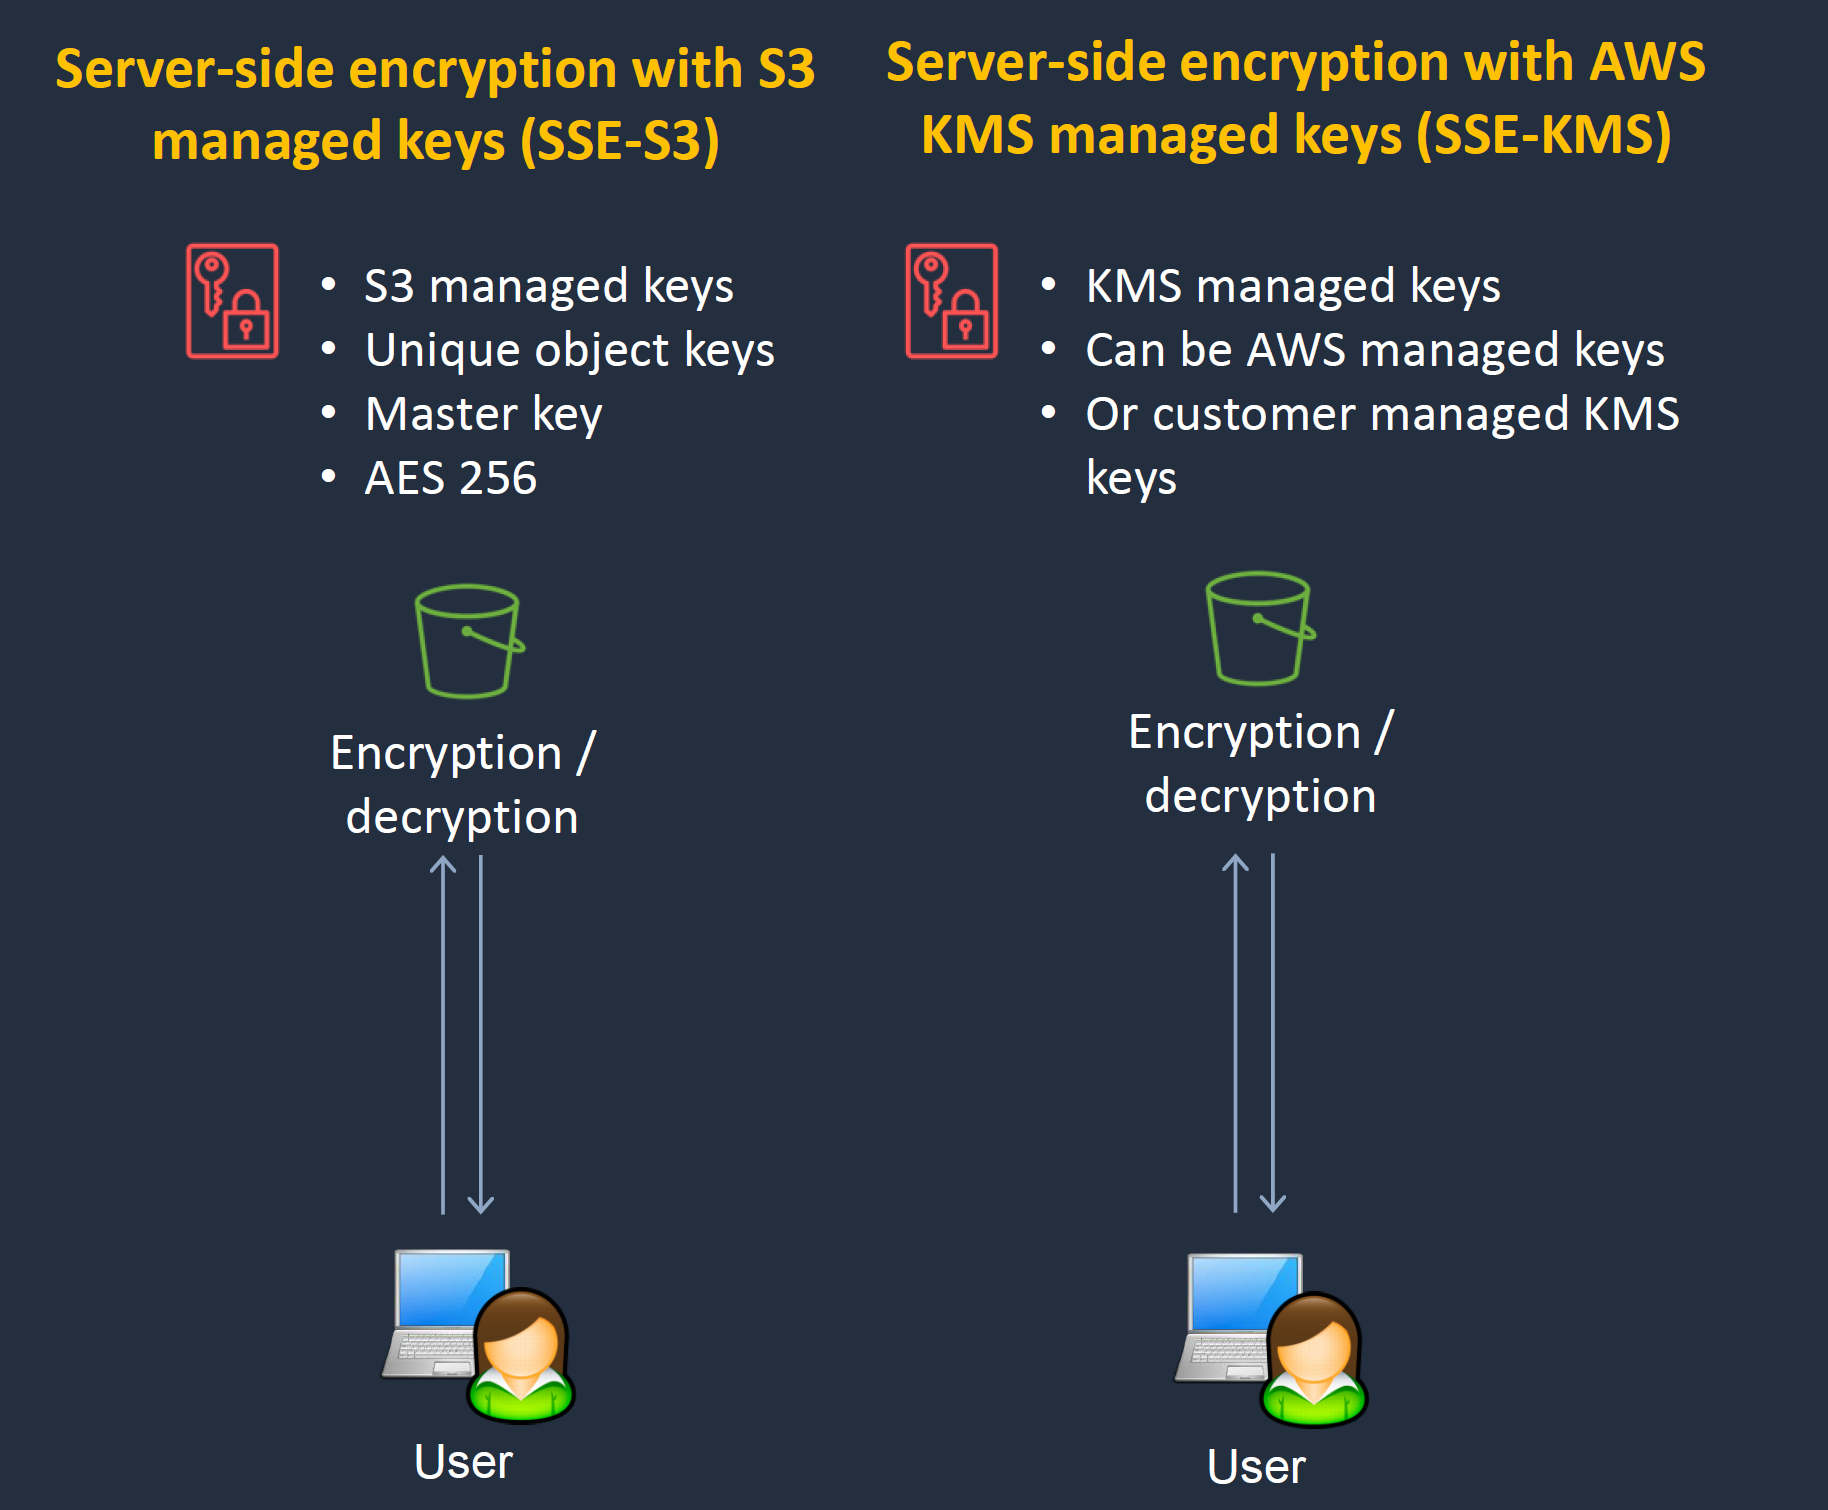 Server-side encryption with S3
managed keys (SSE-S3)
• S3 managed keys
• Unique object keys
• Master key
• AES 256
Encryption /
decryption
User
Server-side encryption with AWS
KMS managed keys (SSE-KMS)
• KMS managed keys
• Can be AWS managed keys
• Or customer managed KMS
keys
Encryption /
decryption
User